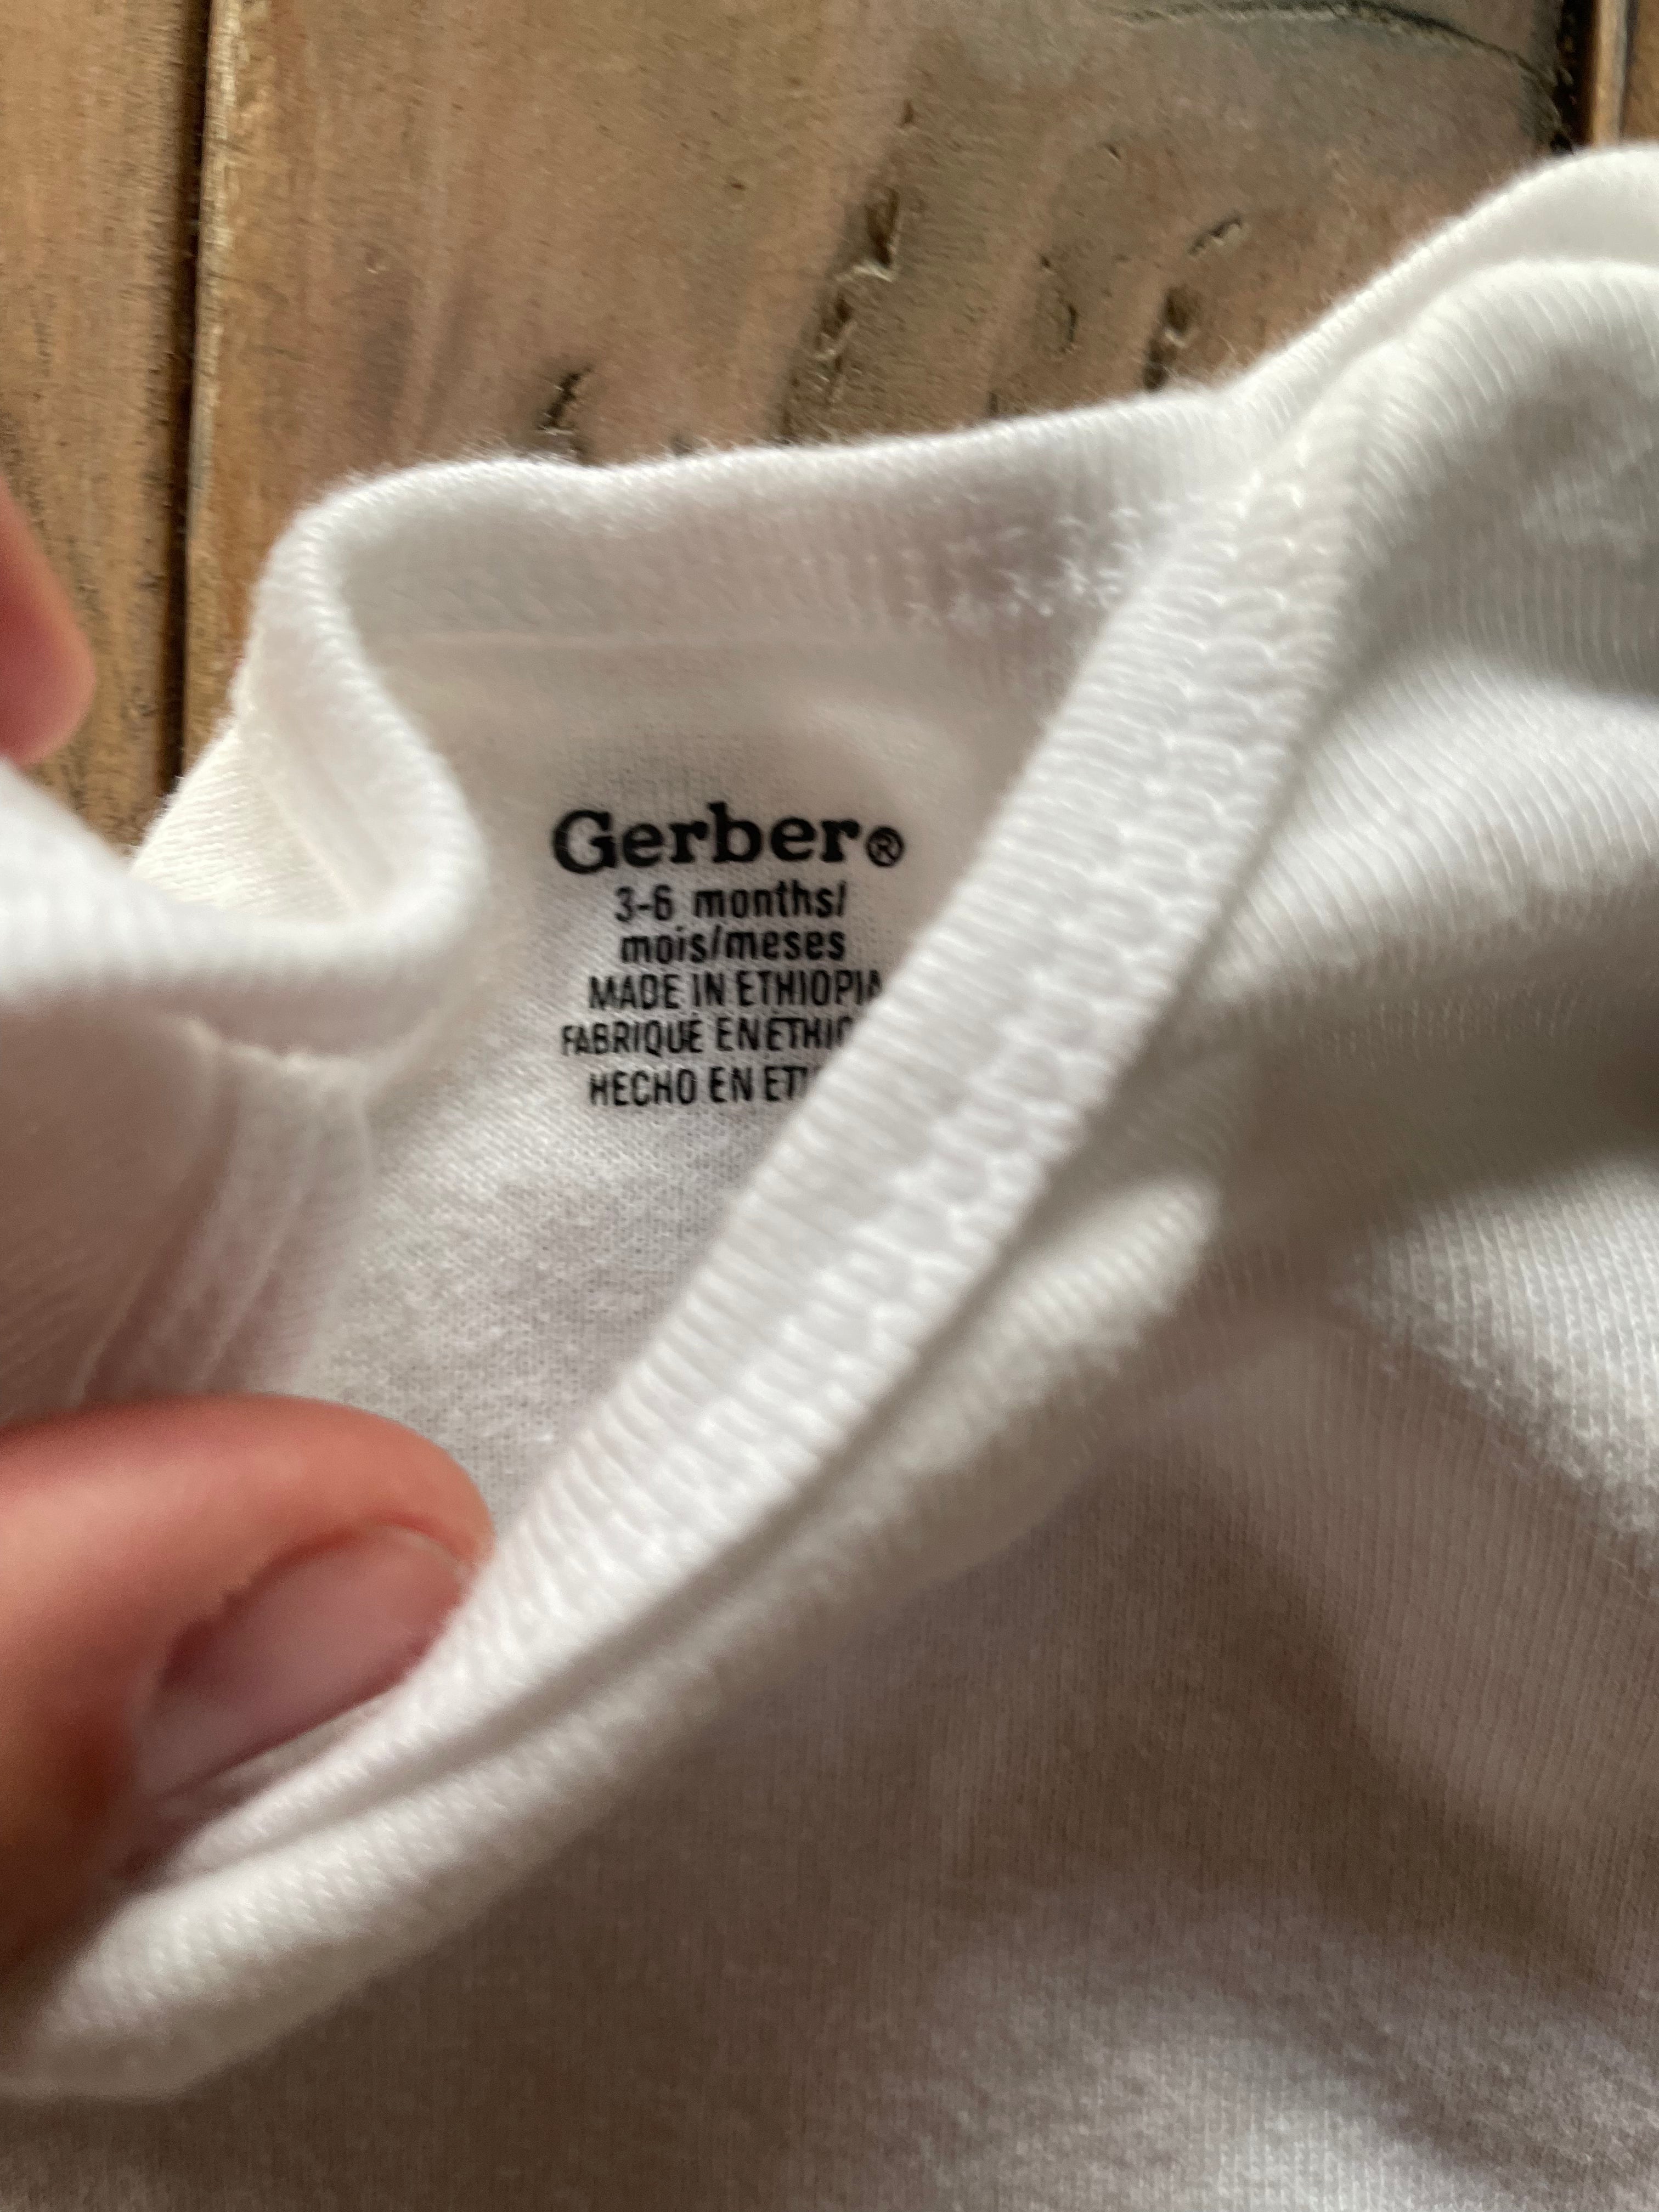 Gerber®
3-6 months/
mois/meses
MADE IN ETHIOPIA
FABRIQUÉ EN
HECHO EN